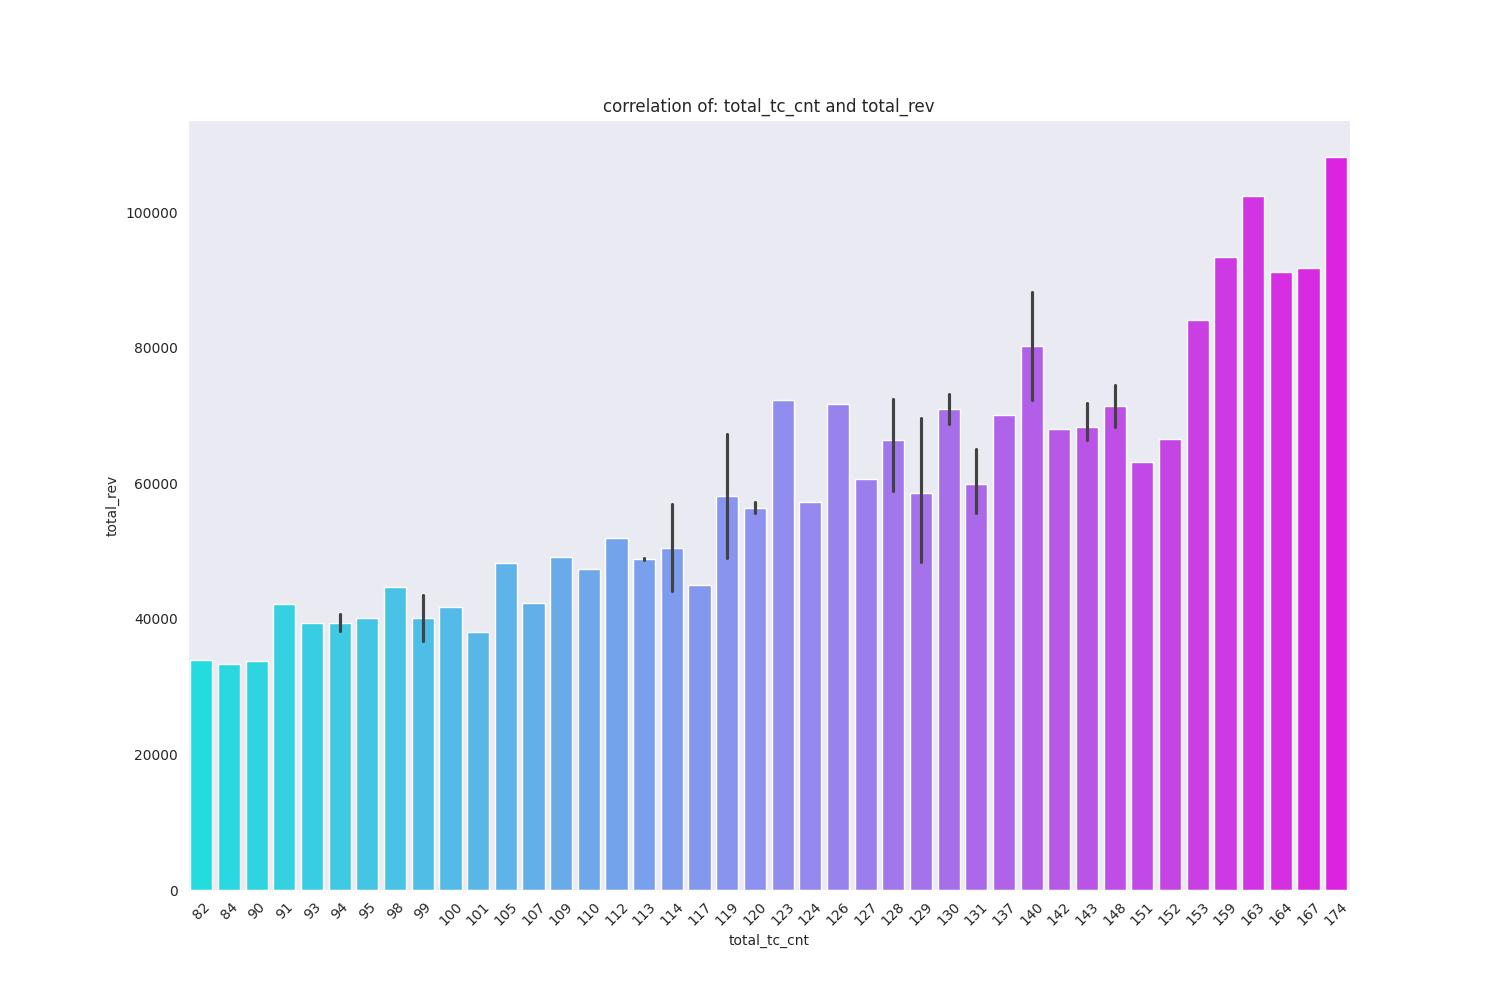 correlation of: total_tc_cnt and total_rev
total_rev
100000
80000
60000
40000
20000
0
82 84 90 91 93 94 95 98 99 100 101 105 107 109 110 112 113 114 117 119 120 123 124 126 127 128 129 130 131 137 140 142 143 148 151 152 153 159 163 164 167 174
total_tc_cnt